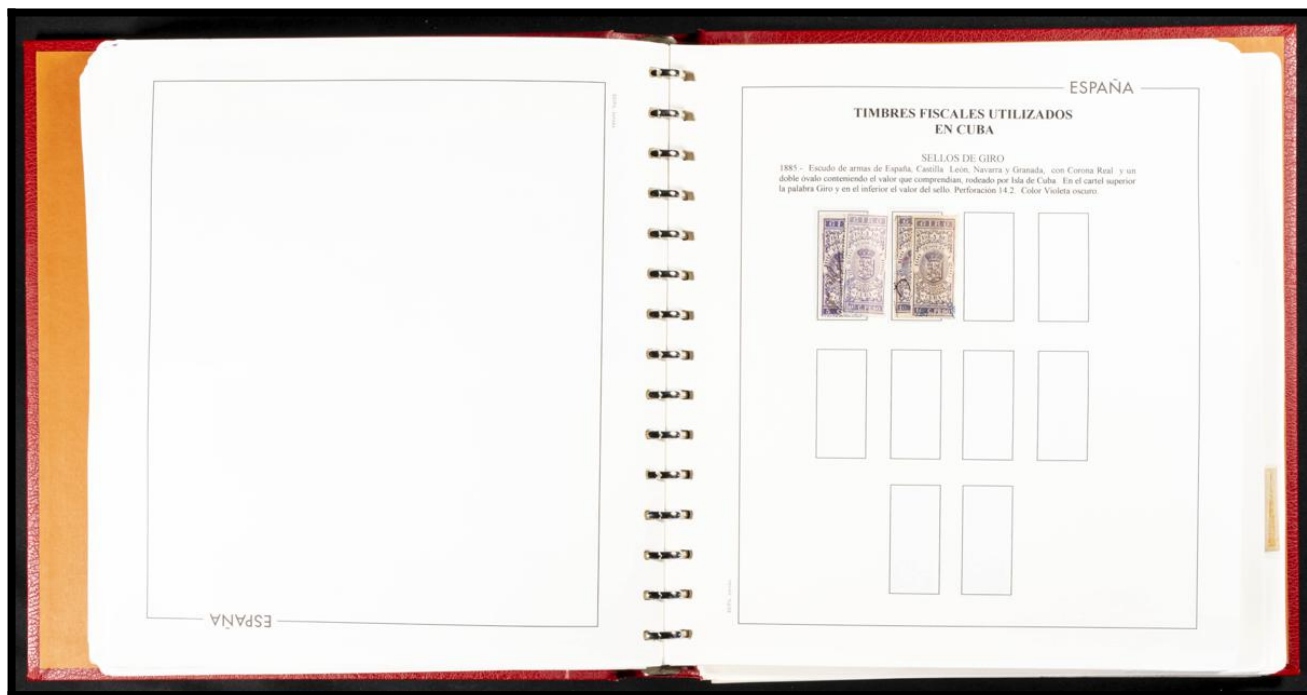 ESPAÑA
ESPAÑA
TIMBRES FISCALES UTILIZADOS
EN CUBA
SELLOS DE GIRO
1885 - Escudo de armas de España, Castilla León, Navarra y Granada, con Corona Real y un
doble óvalo conteniendo el valor que comprendian, rodeado por Isla de Cuba En el cartel superior
la palabra Giro y en el inferior el valor del sello Perforación 14.2 Color Violeta oscuro
GIRO